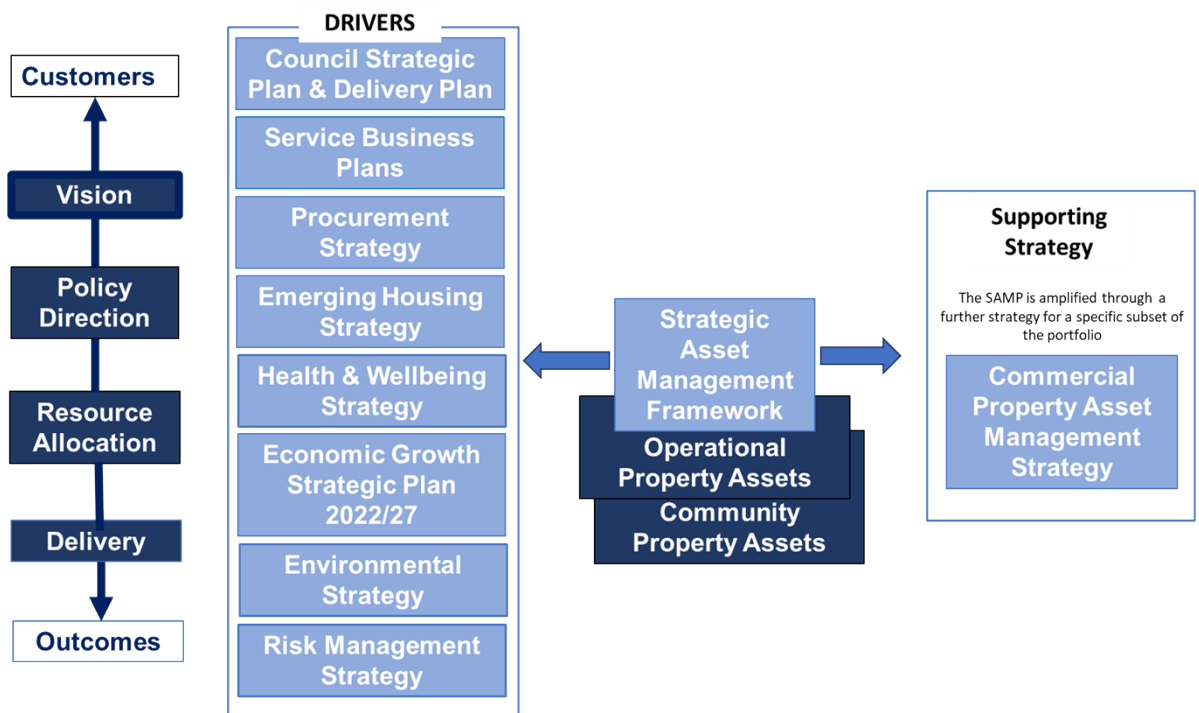 Customers
Vision
Policy
Direction
Resource
Allocation
Delivery
Outcomes
DRIVERS
Council Strategic
Plan & Delivery Plan
Service Business
Plans
Procurement
Strategy
Emerging Housing
Strategy
Health & Wellbeing
Strategy
Economic Growth
Strategic Plan
2022/27
Environmental
Strategy
Risk Management
Strategy
Strategic
Asset
Management
Framework
Operational
Property Assets
Community
Property Assets
Supporting
Strategy
The SAMP is amplified through a
further strategy for a specific subset of
the portfolio
Commercial
Property Asset
Management
Strategy